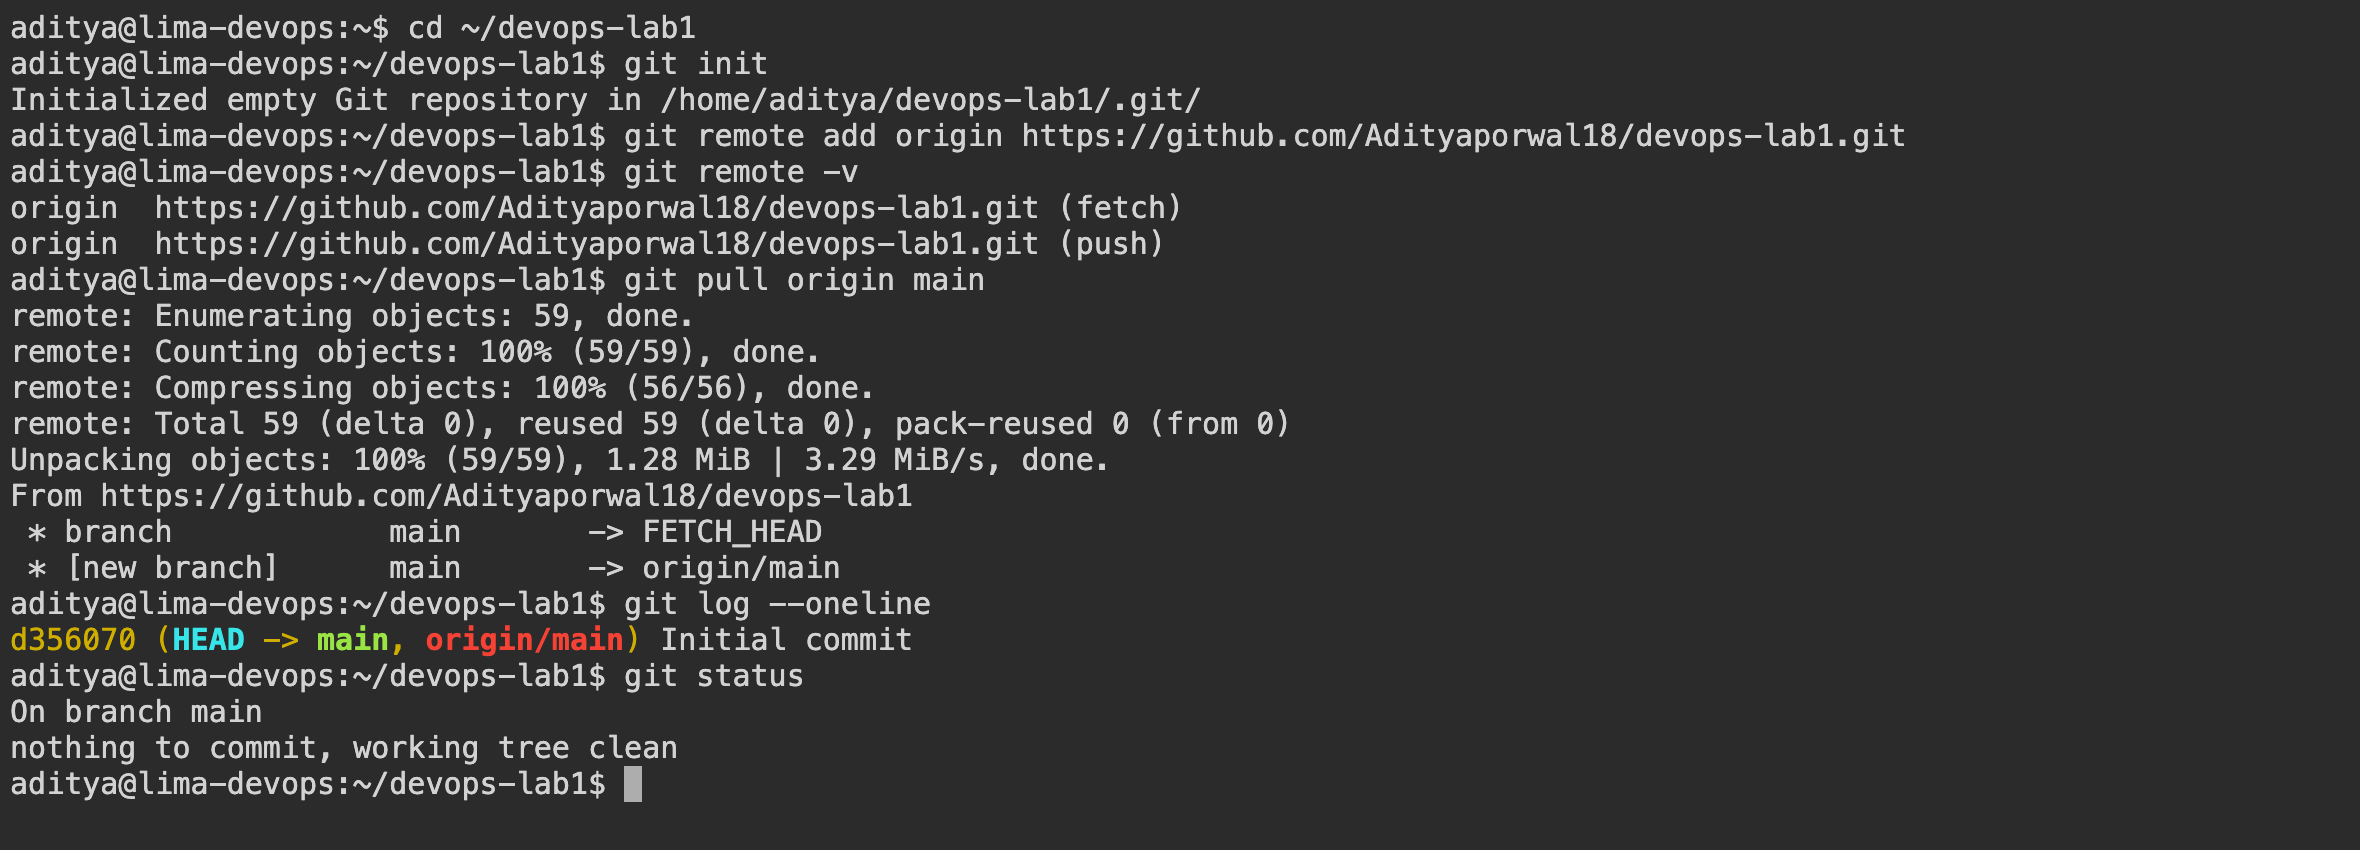 aditya@lima-devops:~$ cd ~/devops-lab1
aditya@lima-devops:~/devops-lab1$ git init
Initialized empty Git repository in /home/aditya/devops-lab1/.git/
aditya@lima-devops:~/devops-lab1$ git remote add origin https://github.com/Adityaporwal18/devops-lab1.git
aditya@lima-devops:~/devops-lab1$ git remote -v
origin  https://github.com/Adityaporwal18/devops-lab1.git (fetch)
origin  https://github.com/Adityaporwal18/devops-lab1.git (push)
aditya@lima-devops:~/devops-lab1$ git pull origin main
remote: Enumerating objects: 59, done.
remote: Counting objects: 100% (59/59), done.
remote: Compressing objects: 100% (56/56), done.
remote: Total 59 (delta 0), reused 59 (delta 0), pack-reused 0 (from 0)
Unpacking objects: 100% (59/59), 1.28 MiB | 3.29 MiB/s, done.
From https://github.com/Adityaporwal18/devops-lab1
 * branch            main       -> FETCH_HEAD
 * [new branch]      main       -> origin/main
aditya@lima-devops:~/devops-lab1$ git log --oneline
d356070 (HEAD -> main, origin/main) Initial commit
aditya@lima-devops:~/devops-lab1$ git status
On branch main
nothing to commit, working tree clean
aditya@lima-devops:~/devops-lab1$